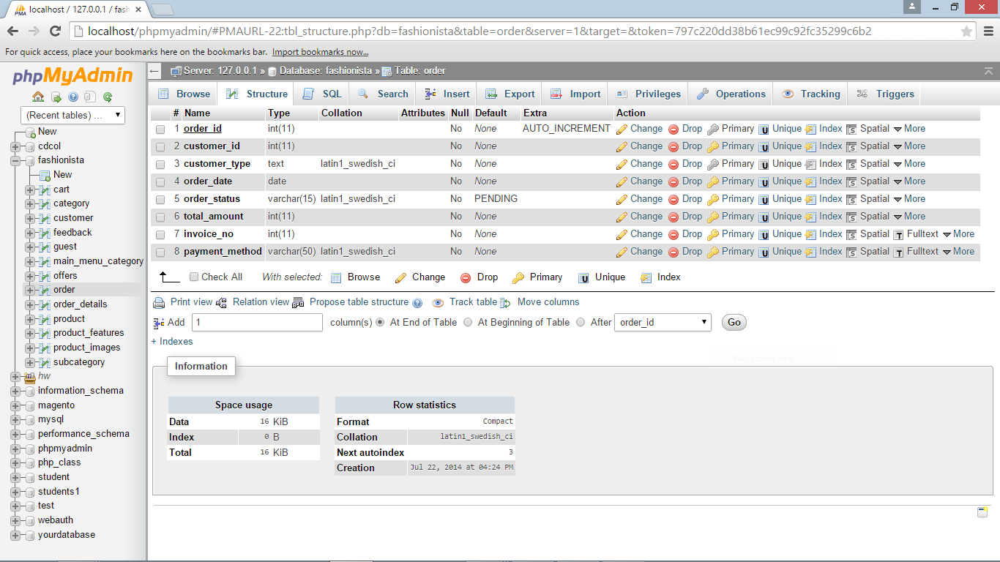 localhost / 127.0.0.1 / fash
localhost/phpmyadmin/#PMAURL-22:tbl_structure.php?db=fashionista&table=order&server=1&target=&token=797c220dd38b61ec99c92fc35299c6b2
For quick access, place your bookmarks here on the bookmarks bar. Import bookmarks now...
phpMyAdmin
(Recent tables) ...
New
cdcol
fashionista
New
cart
category
customer
feedback
guest
main_menu_category
offers
order
order_details
product
product_features
product_images
subcategory
hw
information_schema
magento
mysql
performance_schema
phpmyadmin
php_class
student
students1
test
webauth
yourdatabase
Server: 127.0.0.1 » Database: fashionista » Table: order
Browse Structure SQL Search Insert Export Import Privileges Operations Tracking Triggers
# Name Type Collation Attributes Null Default Extra Action
1 order_id int(11) No None AUTO_INCREMENT Change Drop Primary Unique Index Spatial More
2 customer_id int(11) No None Change Drop Primary Unique Index Spatial More
3 customer_type text latin1_swedish_ci No None Change Drop Primary Unique Index Spatial More
4 order_date date No None Change Drop Primary Unique Index Spatial More
5 order_status varchar(15) latin1_swedish_ci No PENDING Change Drop Primary Unique Index Spatial More
6 total_amount int(11) No None Change Drop Primary Unique Index Spatial More
7 invoice_no int(11) No None Change Drop Primary Unique Index Spatial Fulltext More
8 payment_method varchar(50) latin1_swedish_ci No None Change Drop Primary Unique Index Spatial Fulltext More
Check All With selected: Browse Change Drop Primary Unique Index
Print view Relation view Propose table structure Track table Move columns
Add 1 column(s) At End of Table At Beginning of Table After order_id Go
+ Indexes
Full-screen Snip
Information
Space usage
Data 16 KiB
Index 0 B
Total 16 KiB
Row statistics
Format Compact
Collation latin1_swedish_ci
Next autoindex 3
Creation Jul 22, 2014 at 04:24 PM